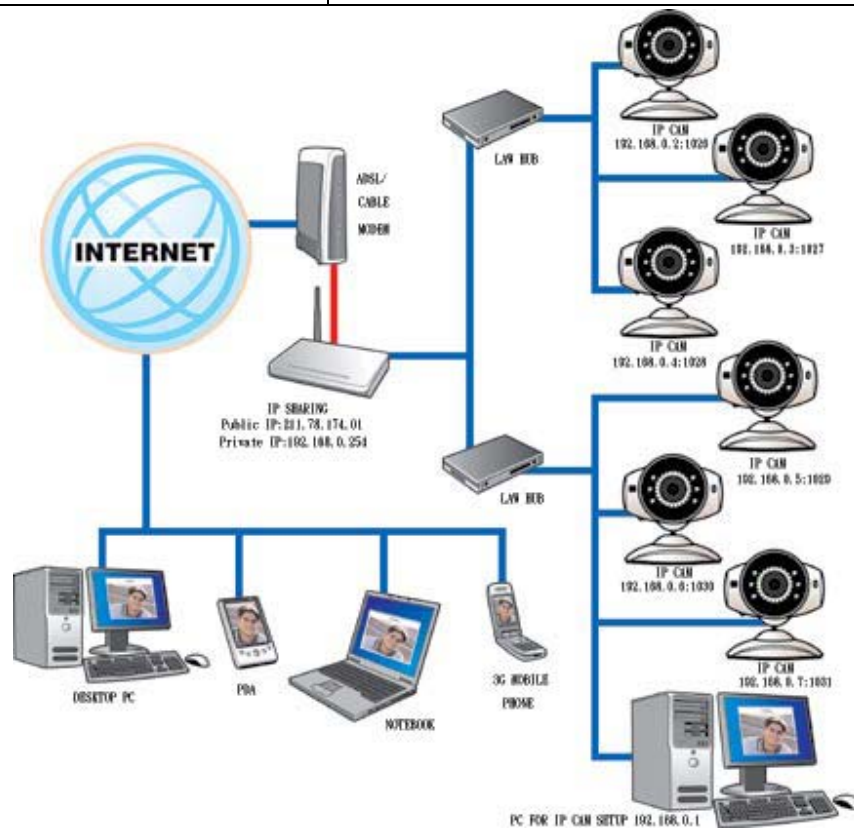 IP CAM
192.168.0.2:1026
LAN HUB
ADSL/
CABLE
MODEM
IP CAM
192.168.0.3:1027
INTERNET
IP CAM
192.168.0.4:1028
IP SHARING
Public IP:211.78.174.01
Private IP:192.168.0.254
IP CAM
192.168.0.5:1029
LAN HUB
IP CAM
192.168.0.6:1030
IP CAM
192.168.0.7:1031
DESKTOP PC
PDA
NOTEBOOK
3G MOBILE
PHONE
PC FOR IP CAM SETUP 192.168.0.1